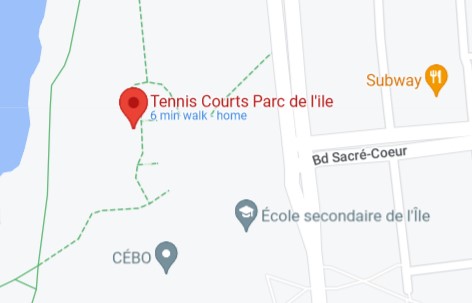 Subway
Tennis Courts Parc de l'ile
6 min walk · home
Bd Sacré-Coeur
École secondaire de l'Île
CÉBO